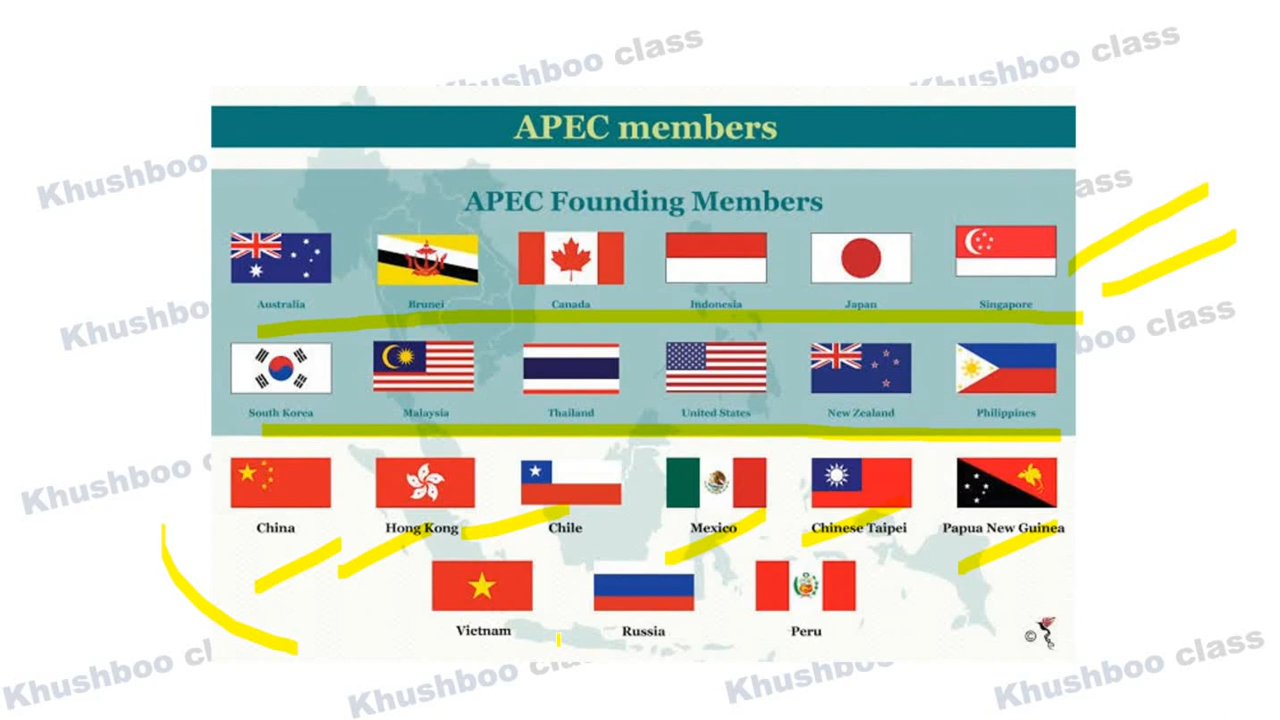 Khushboo class
Khushboo class
APEC members
Khushboo
class
APEC Founding Members
Australia
Brunei
Canada
Indonesia
Japan
Singapore
Khushboo
class
South Korea
Malaysia
Thailand
United States
New Zealand
Philippines
Khushboo
China
Hong Kong
Chile
Mexico
Chinese Taipei
Papua New Guinea
Vietnam
Russia
Peru
©
Khushboo
Khushboo
Khushboo
Khushboo class